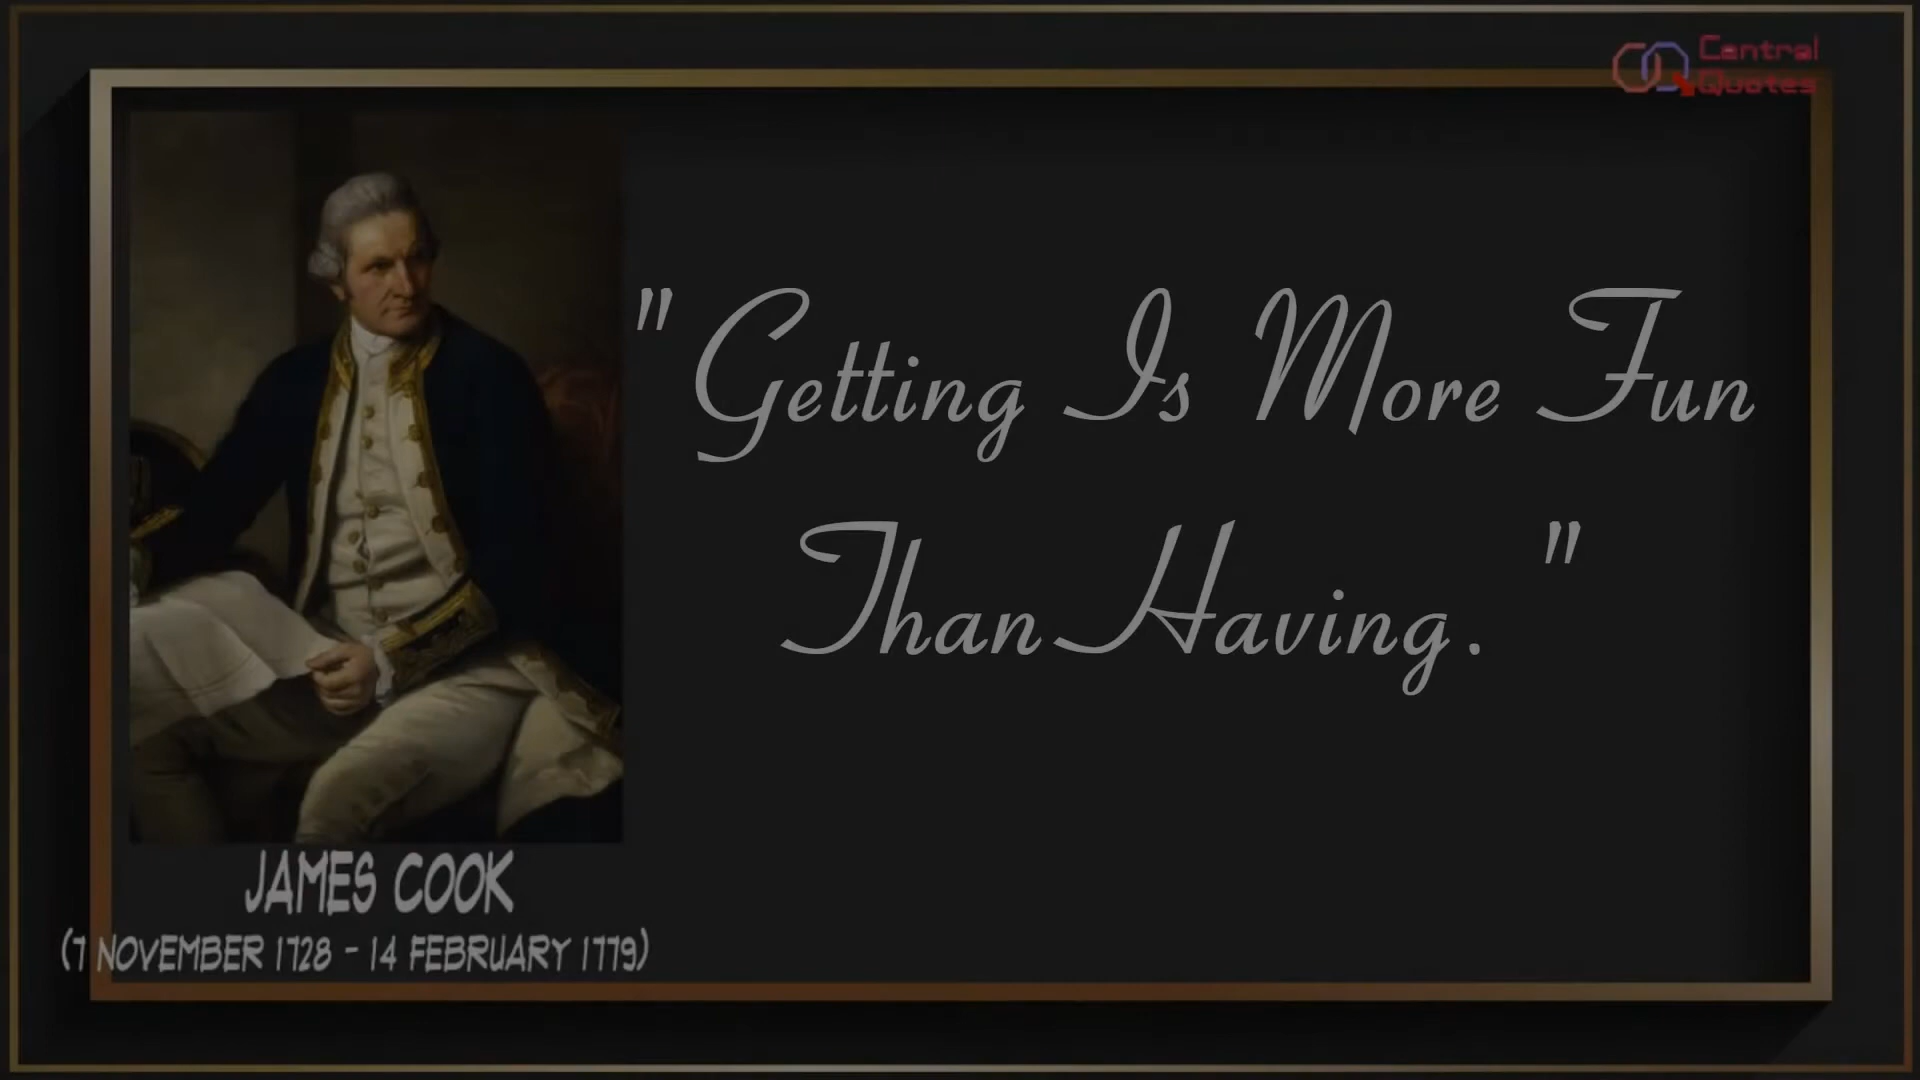 Central
Quotes
"Getting Is More Fun
Than Having. "
JAMES COOK
(7 NOVEMBER 1728 - 14 FEBRUARY 1779)